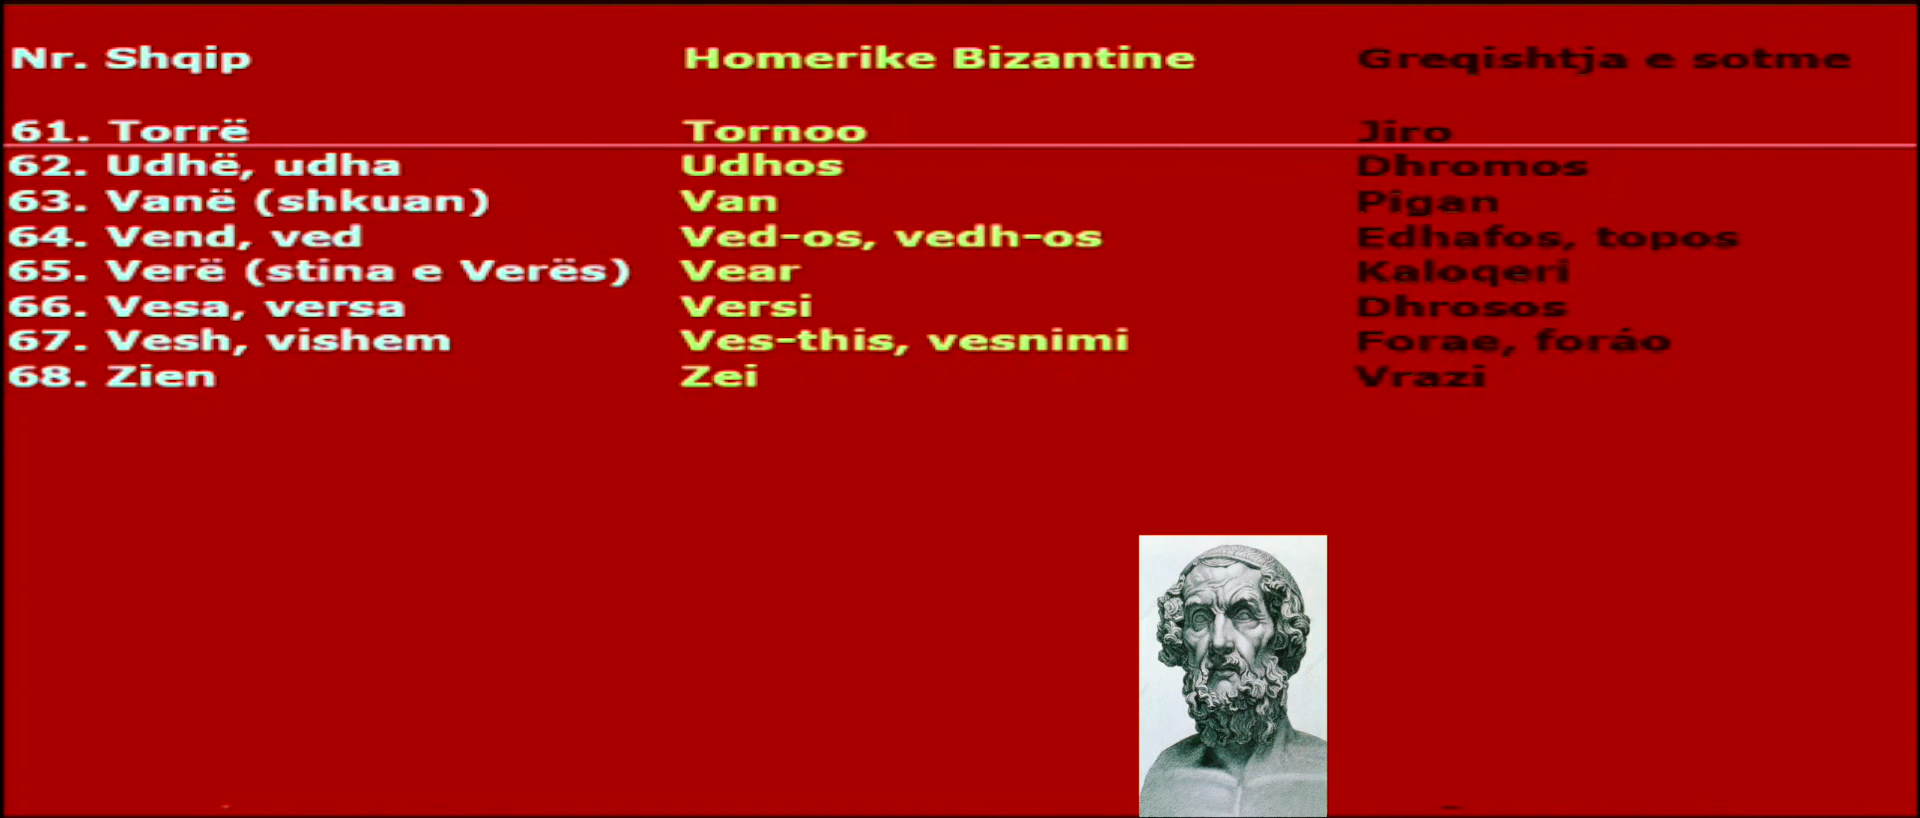 Nr. Shqip Homerike Bizantine Greqishtja e sotme
61. Torrë Tornoo Jiro
62. Udhë, udha Udhos Dhromos
63. Vanë (shkuan) Van Pigan
64. Vend, ved Ved-os, vedh-os Edhafos, topos
65. Verë (stina e Verës) Vear Kaloqeri
66. Vesa, versa Versi Dhrosos
67. Vesh, vishem Ves-this, vesnimi Forae, foráo
68. Zien Zei Vrazi